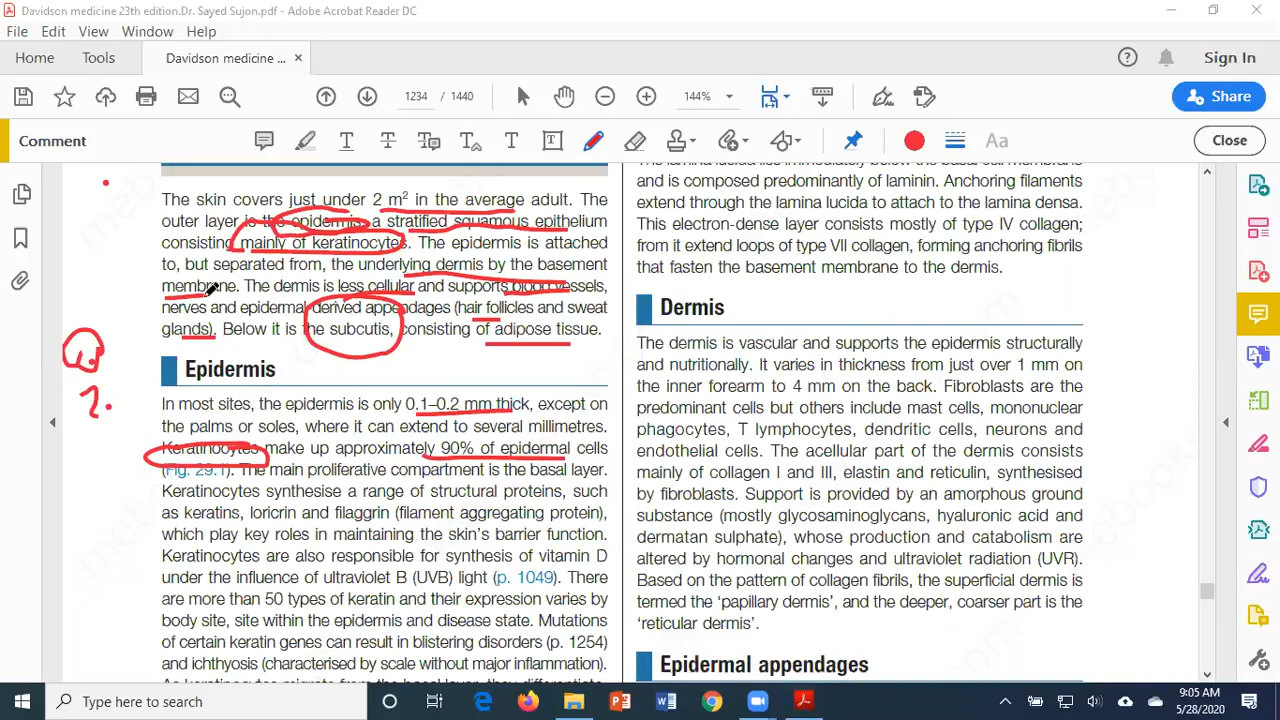 Davidson medicine 23th edition.Dr. Sayed Sujon.pdf - Adobe Acrobat Reader DC
File Edit View Window Help
Home Tools Davidson medicine ... × Sign In
1234 / 1440 144% Share
Comment Aa Close
The skin covers just under 2 m2 in the average adult. The
outer layer is the epidermis, a stratified squamous epithelium
consisting mainly of keratinocytes. The epidermis is attached
to, but separated from, the underlying dermis by the basement
membrane. The dermis is less cellular and supports blood vessels,
nerves and epidermal-derived appendages (hair follicles and sweat
glands). Below it is the subcutis, consisting of adipose tissue.
Epidermis
In most sites, the epidermis is only 0.1–0.2 mm thick, except on
the palms or soles, where it can extend to several millimetres.
Keratinocytes make up approximately 90% of epidermal cells
(Fig. 29.1). The main proliferative compartment is the basal layer.
Keratinocytes synthesise a range of structural proteins, such
as keratins, loricrin and filaggrin (filament aggregating protein),
which play key roles in maintaining the skin's barrier function.
Keratinocytes are also responsible for synthesis of vitamin D
under the influence of ultraviolet B (UVB) light (p. 1049). There
are more than 50 types of keratin and their expression varies by
body site, site within the epidermis and disease state. Mutations
of certain keratin genes can result in blistering disorders (p. 1254)
and ichthyosis (characterised by scale without major inflammation).
As keratinocytes migrate from the basal layer, they differentiate,
The lamina lucida lies immediately below the basal cell membrane
and is composed predominantly of laminin. Anchoring filaments
extend through the lamina lucida to attach to the lamina densa.
This electron-dense layer consists mostly of type IV collagen;
from it extend loops of type VII collagen, forming anchoring fibrils
that fasten the basement membrane to the dermis.
Dermis
The dermis is vascular and supports the epidermis structurally
and nutritionally. It varies in thickness from just over 1 mm on
the inner forearm to 4 mm on the back. Fibroblasts are the
predominant cells but others include mast cells, mononuclear
phagocytes, T lymphocytes, dendritic cells, neurons and
endothelial cells. The acellular part of the dermis consists
mainly of collagen I and III, elastin and reticulin, synthesised
by fibroblasts. Support is provided by an amorphous ground
substance (mostly glycosaminoglycans, hyaluronic acid and
dermatan sulphate), whose production and catabolism are
altered by hormonal changes and ultraviolet radiation (UVR).
Based on the pattern of collagen fibrils, the superficial dermis is
termed the 'papillary dermis', and the deeper, coarser part is the
'reticular dermis'.
Epidermal appendages
Type here to search
9:05 AM
5/28/2020